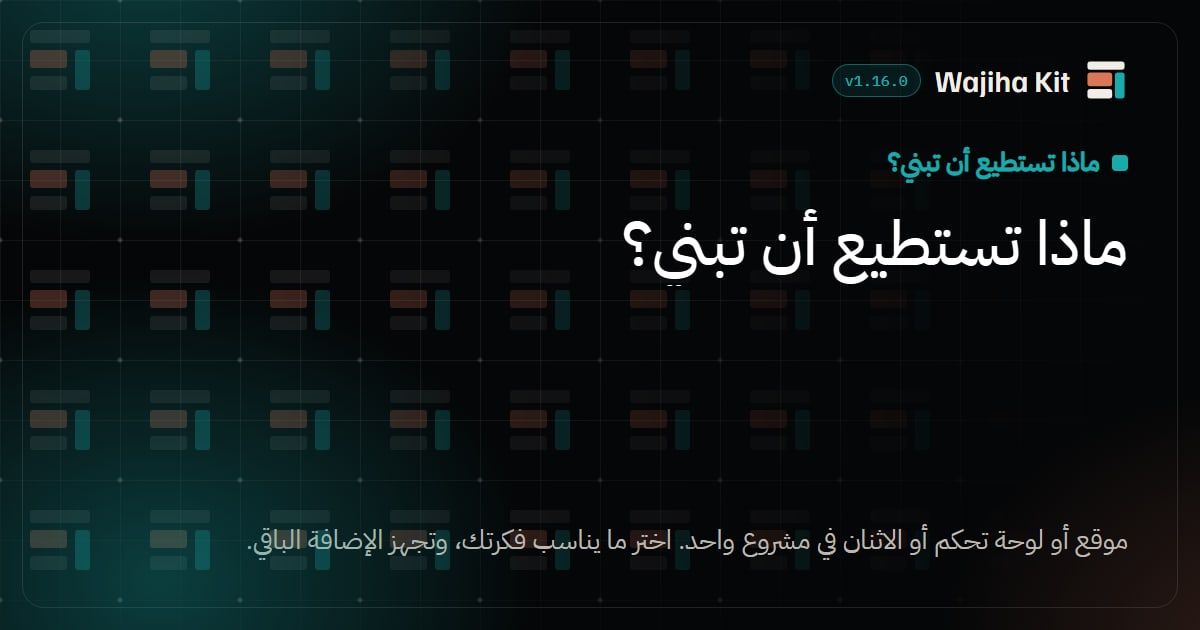 Wajiha Kit v1.16.0
ماذا تستطيع أن تبني؟
ماذا تستطيع أن تبني؟
موقع أو لوحة تحكم أو الاثنان في مشروع واحد. اختر ما يناسب فكرتك، وتجهز الإضافة الباقي.